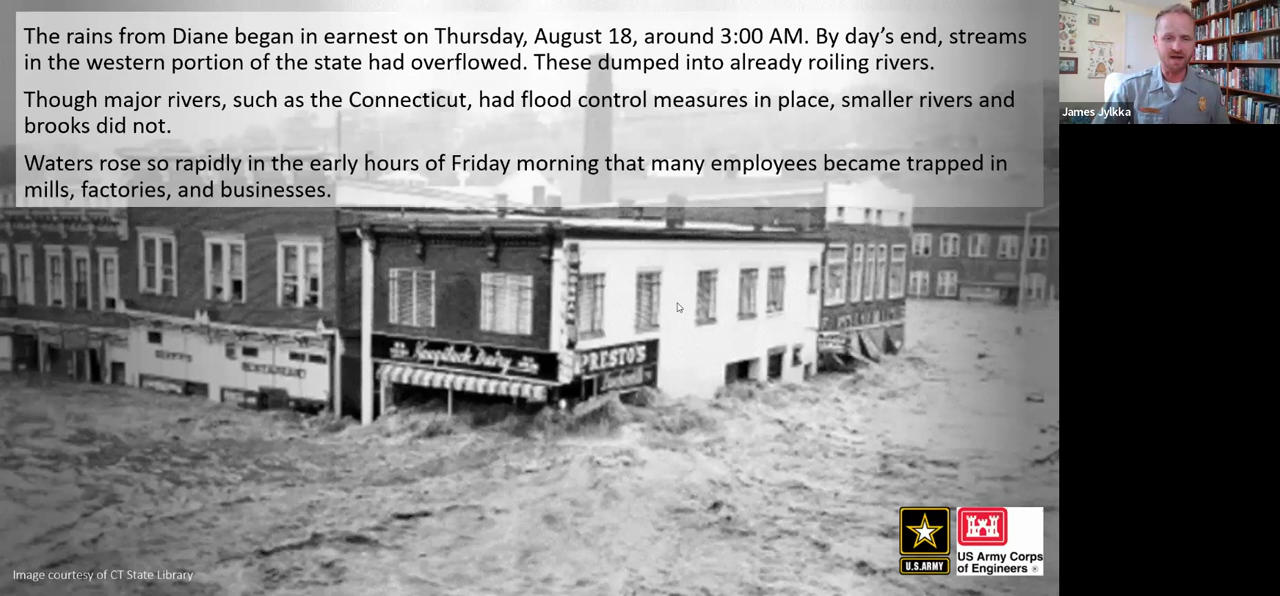 The rains from Diane began in earnest on Thursday, August 18, around 3:00 AM. By day’s end, streams
in the western portion of the state had overflowed. These dumped into already roiling rivers.
Though major rivers, such as the Connecticut, had flood control measures in place, smaller rivers and
brooks did not.
Waters rose so rapidly in the early hours of Friday morning that many employees became trapped in
mills, factories, and businesses.
James Jylkka
PRESTO'S
RESTAURANT
U.S.ARMY
US Army Corps
of Engineers ®
Image courtesy of CT State Library